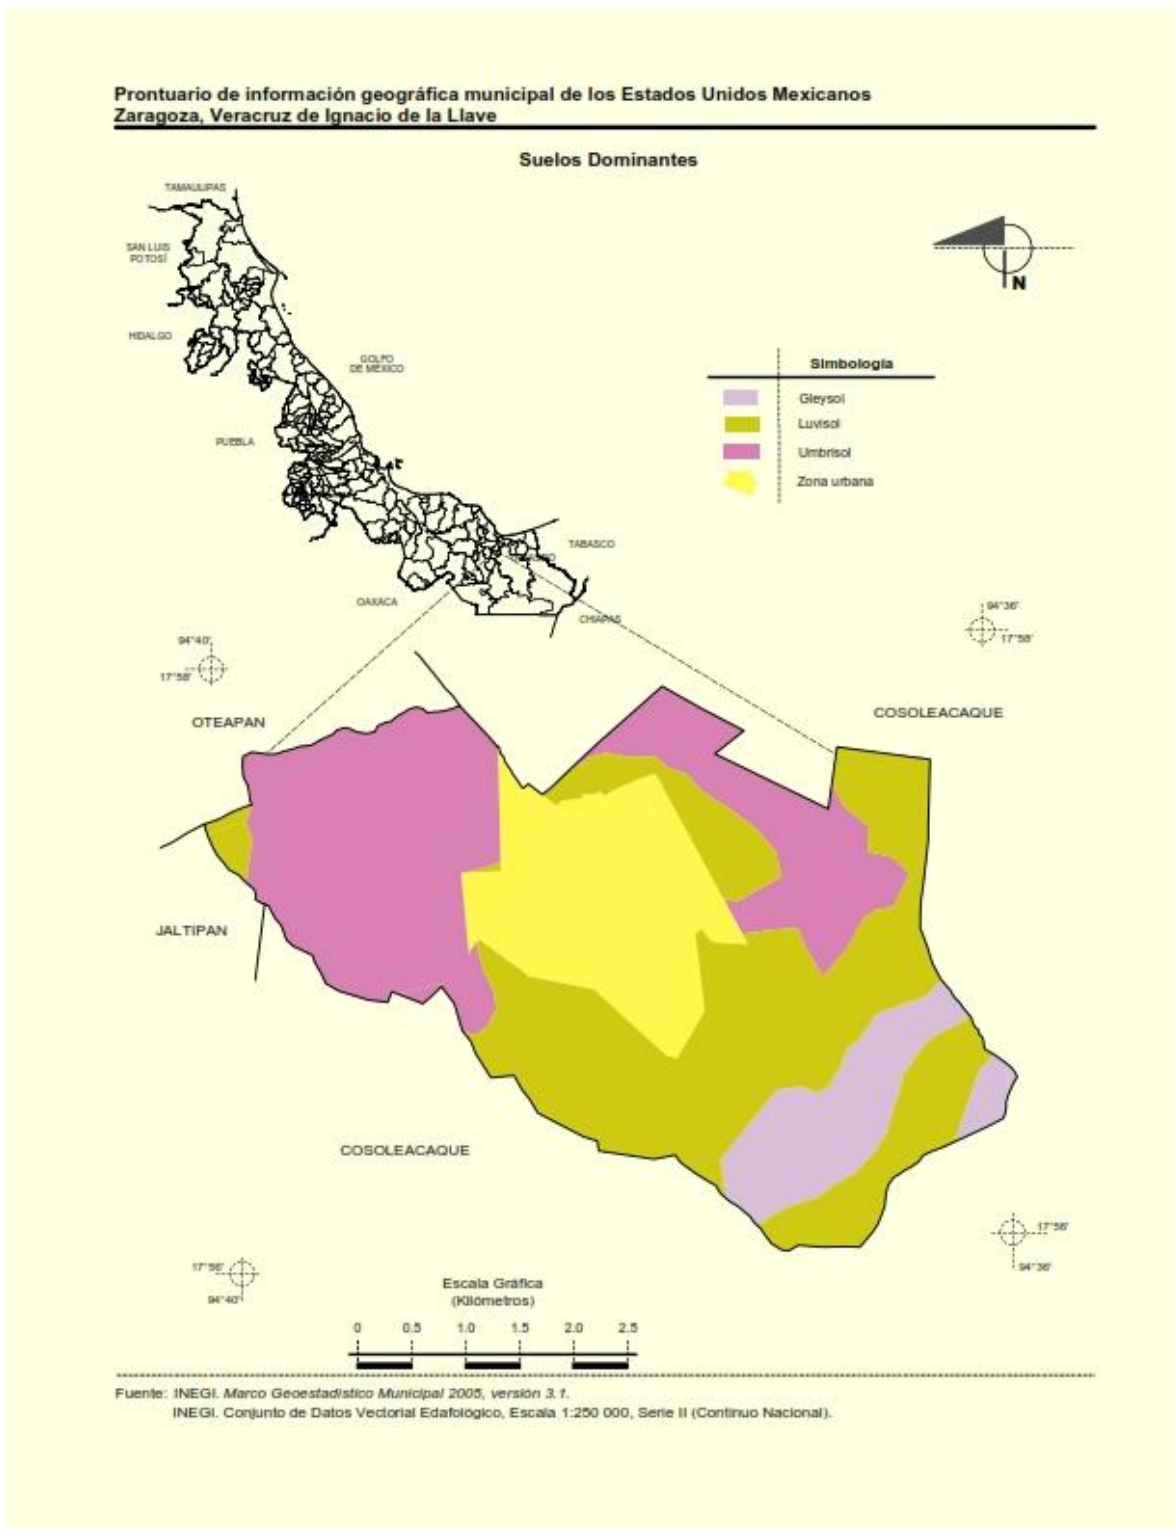 Prontuario de información geográfica municipal de los Estados Unidos Mexicanos
Zaragoza, Veracruz de Ignacio de la Llave
Suelos Dominantes
TAMAULIPAS
SAN LUIS
POTOSÍ
HIDALGO
GOLFO
DE MÉXICO
PUEBLA
TABASCO
OAXACA
CHIAPAS
N
Simbología
Gleysol
Luvisol
Umbrisol
Zona urbana
94°40'
17°58'
94°36'
17°58'
OTEAPAN
COSOLEACAQUE
JALTIPAN
COSOLEACAQUE
17°56'
94°40'
17°56'
94°36'
Escala Gráfica
(Kilómetros)
0 0.5 1.0 1.5 2.0 2.5
Fuente: INEGI. Marco Geoestadístico Municipal 2005, versión 3.1.
INEGI. Conjunto de Datos Vectorial Edafológico, Escala 1:250 000, Serie II (Continuo Nacional).